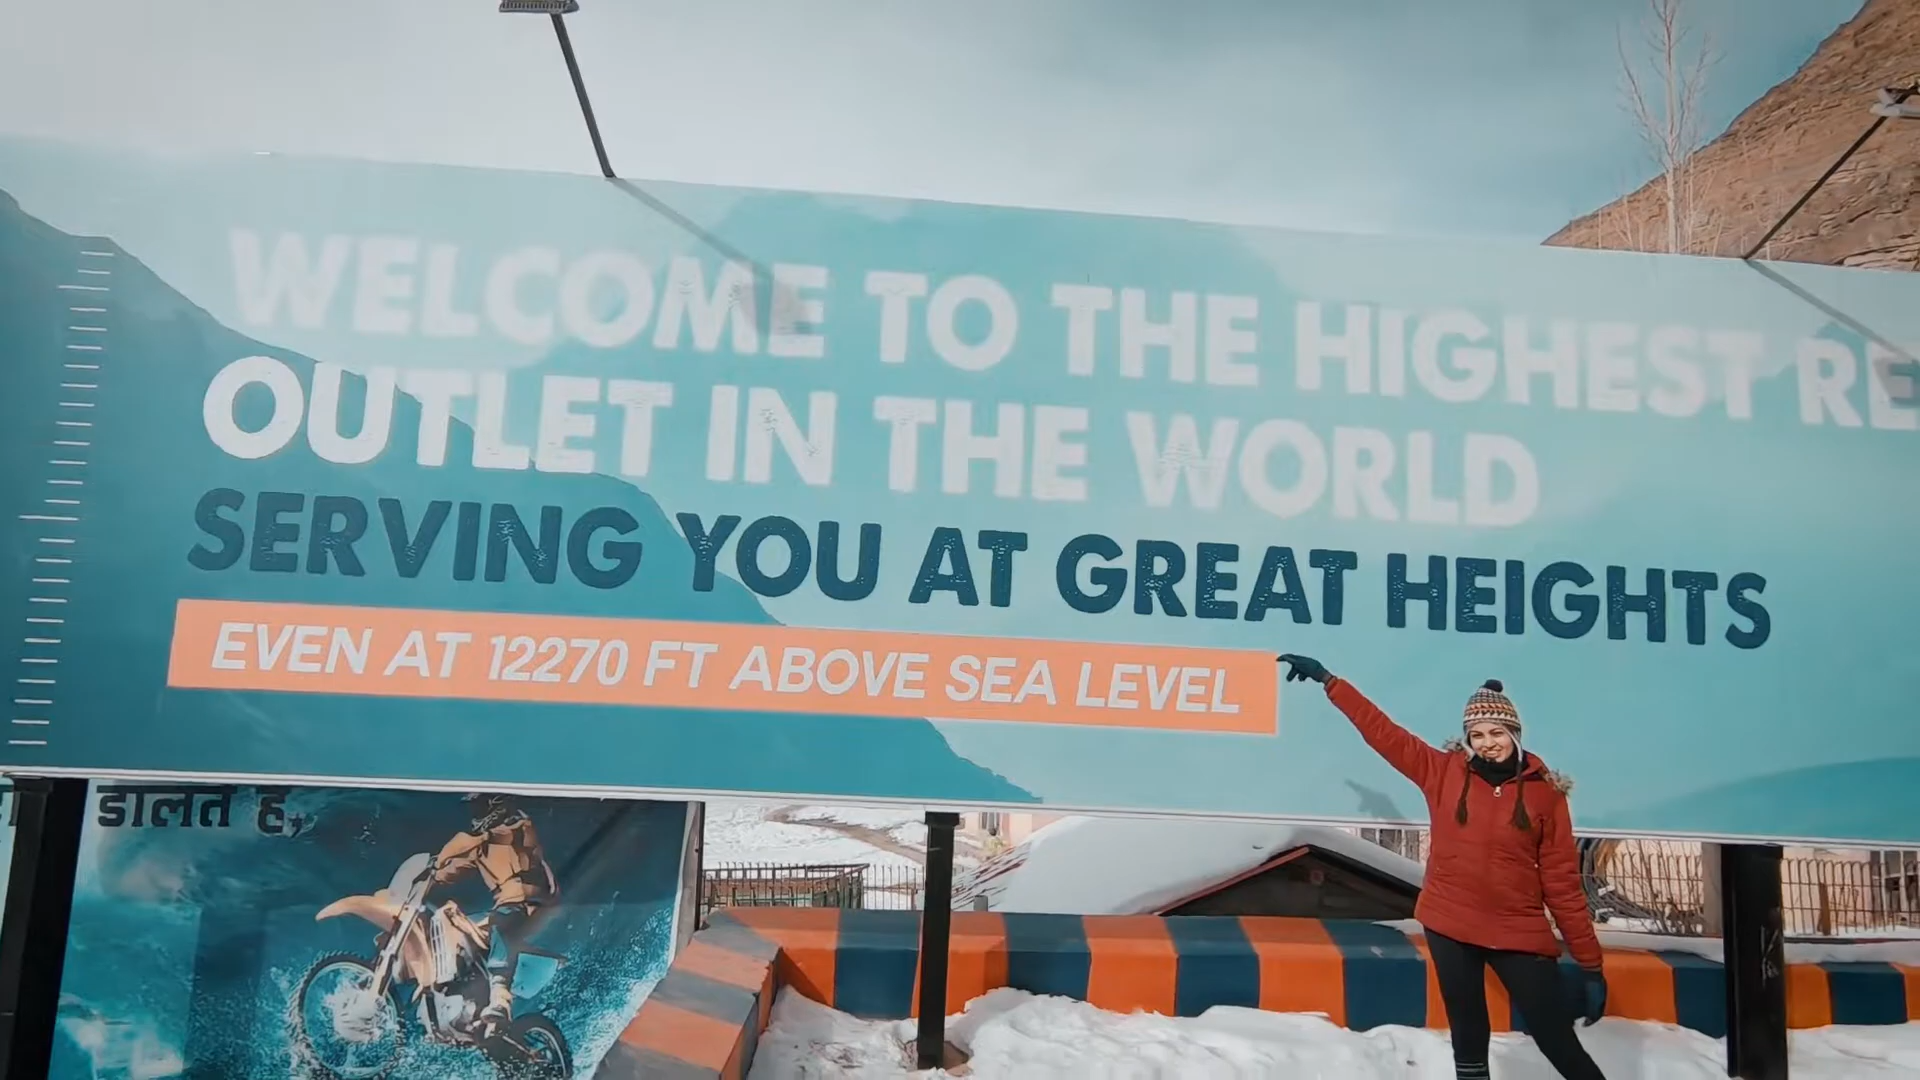 WELCOME TO THE HIGHEST RE
OUTLET IN THE WORLD
SERVING YOU AT GREAT HEIGHTS
EVEN AT 12270 FT ABOVE SEA LEVEL
डालते हैं,